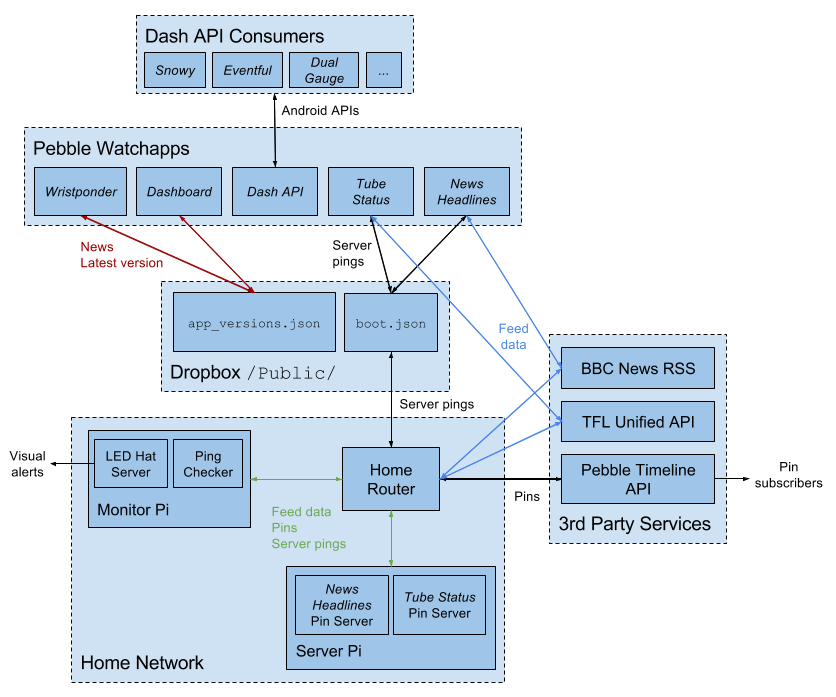 Dash API Consumers
Snowy
Eventful
Dual
Gauge
...
Android APIs
Pebble Watchapps
Wristponder
Dashboard
Dash API
Tube
Status
News
Headlines
News
Latest version
Server
pings
app_versions.json
boot.json
Feed
data
Dropbox /Public/
BBC News RSS
TFL Unified API
Pebble Timeline
API
3rd Party Services
Server pings
Visual
alerts
LED Hat
Server
Ping
Checker
Monitor Pi
Home
Router
Pins
Pin
subscribers
Feed data
Pins
Server pings
News
Headlines
Pin Server
Tube Status
Pin Server
Server Pi
Home Network